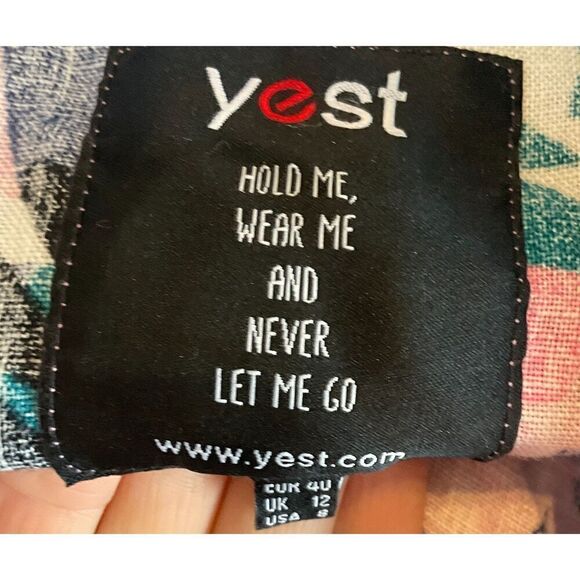 yest
HOLD ME,
WEAR ME
AND
NEVER
LET ME GO
www.yest.com
EUR 40
UK 12
USA 8